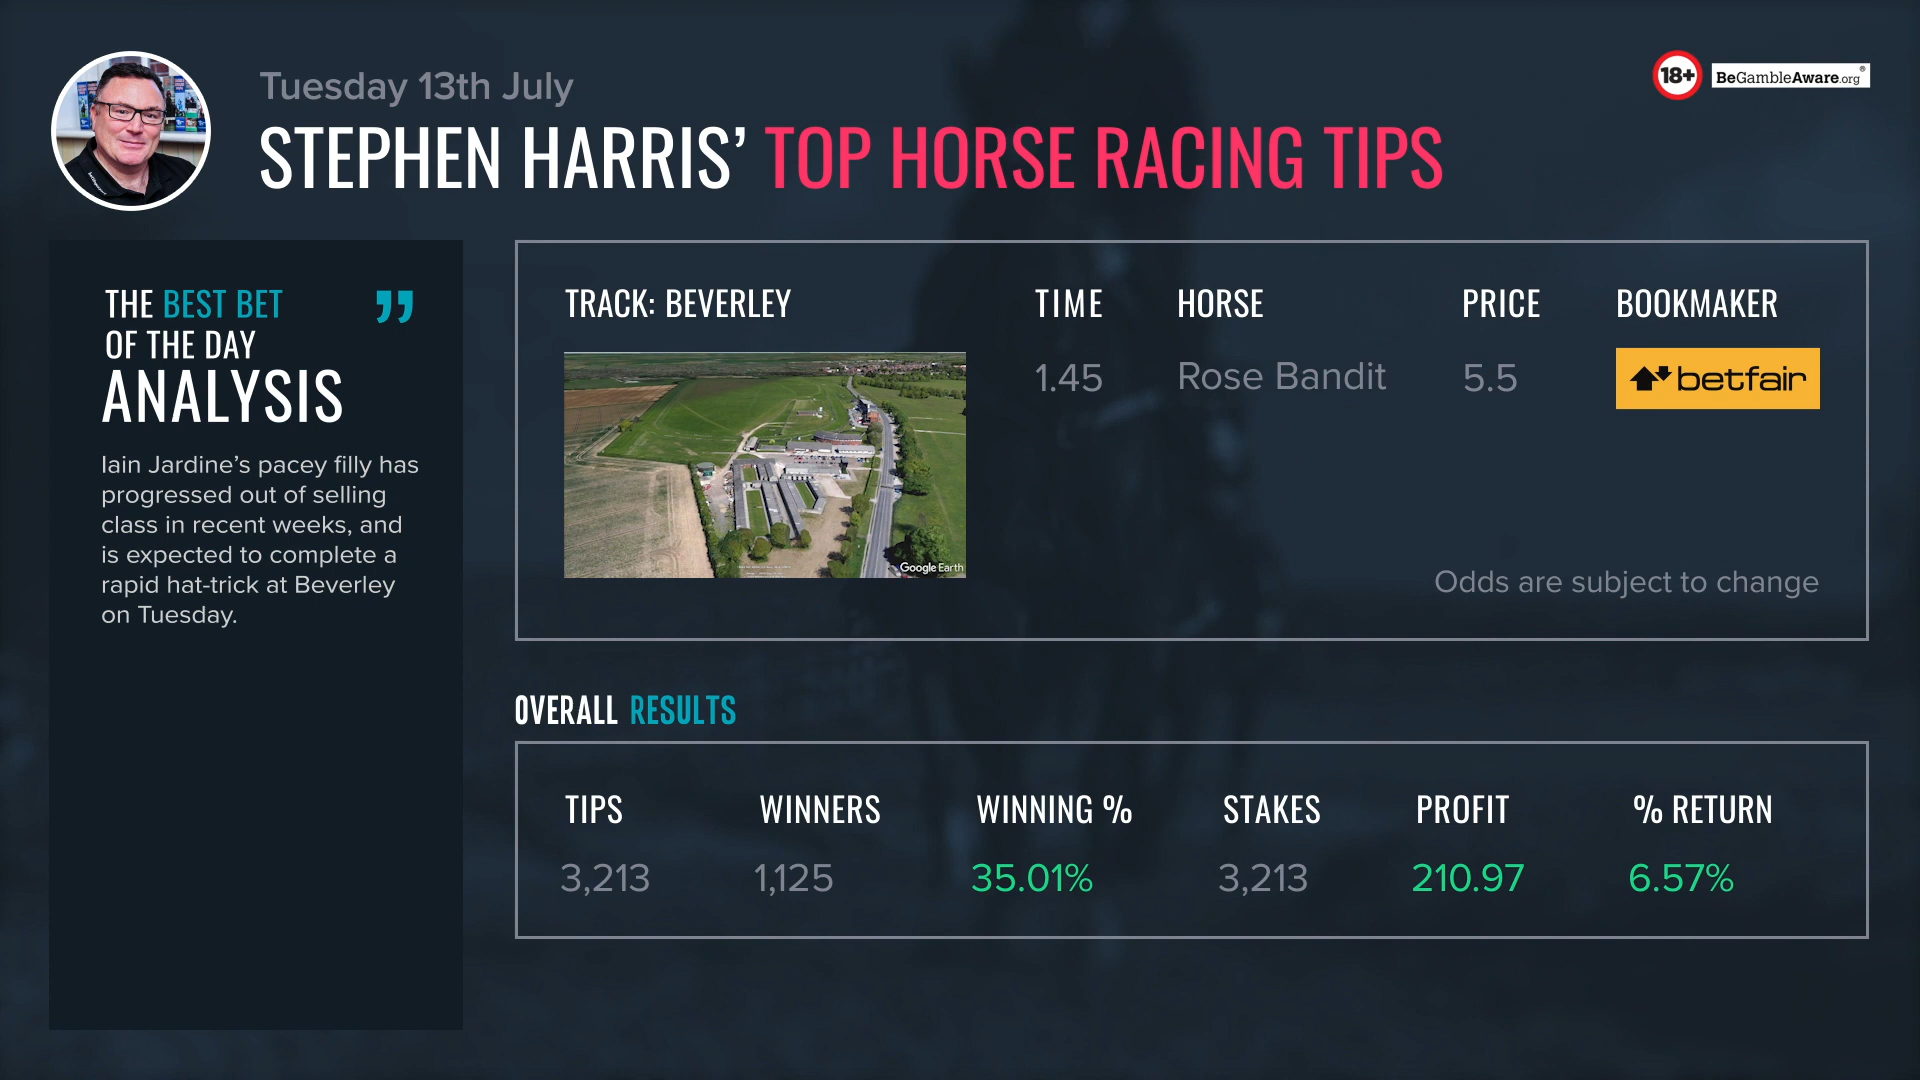 Tuesday 13th July
STEPHEN HARRIS’ TOP HORSE RACING TIPS
18+ BeGambleAware.org®
THE BEST BET
OF THE DAY
ANALYSIS
Iain Jardine’s pacey filly has
progressed out of selling
class in recent weeks, and
is expected to complete a
rapid hat-trick at Beverley
on Tuesday.
TRACK: BEVERLEY TIME HORSE PRICE BOOKMAKER
1.45 Rose Bandit 5.5 betfair
Google Earth
Odds are subject to change
OVERALL RESULTS
TIPS WINNERS WINNING % STAKES PROFIT % RETURN
3,213 1,125 35.01% 3,213 210.97 6.57%